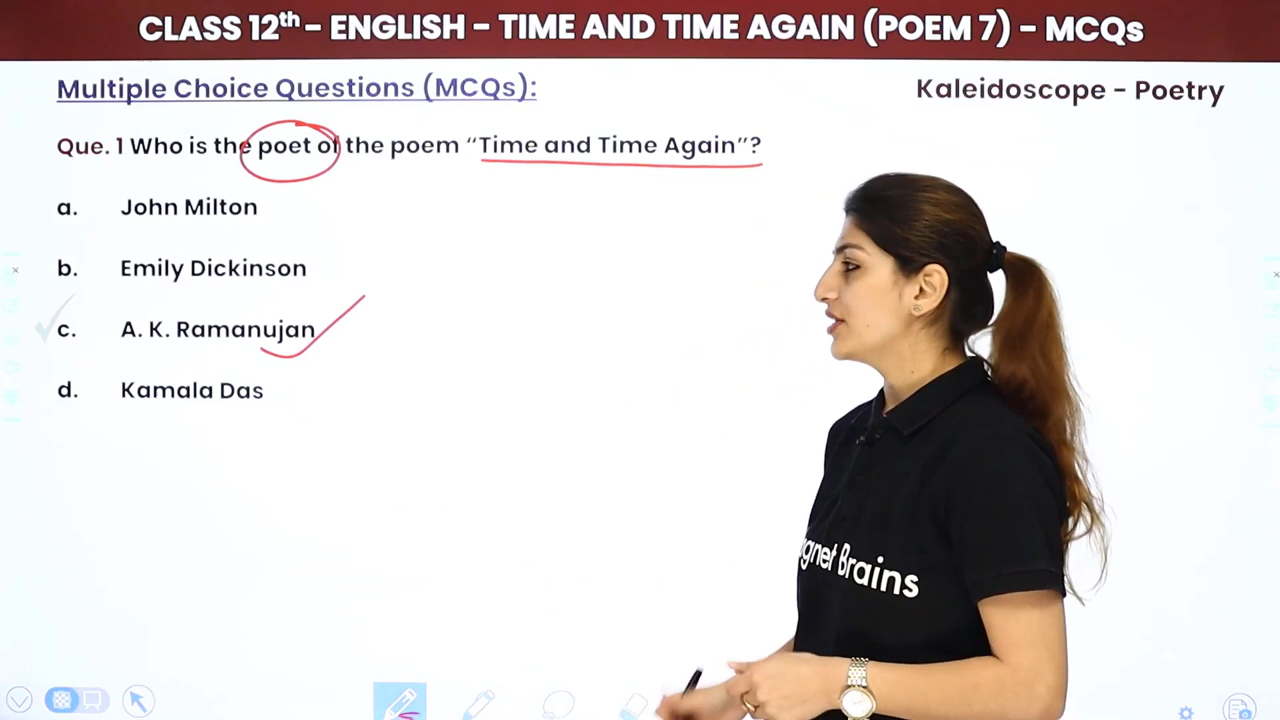 CLASS 12th – ENGLISH – TIME AND TIME AGAIN (POEM 7) – MCQs
Multiple Choice Questions (MCQs):
Kaleidoscope - Poetry
Que. 1 Who is the poet of the poem “Time and Time Again”?
a. John Milton
b. Emily Dickinson
c. A. K. Ramanujan
d. Kamala Das
Brains